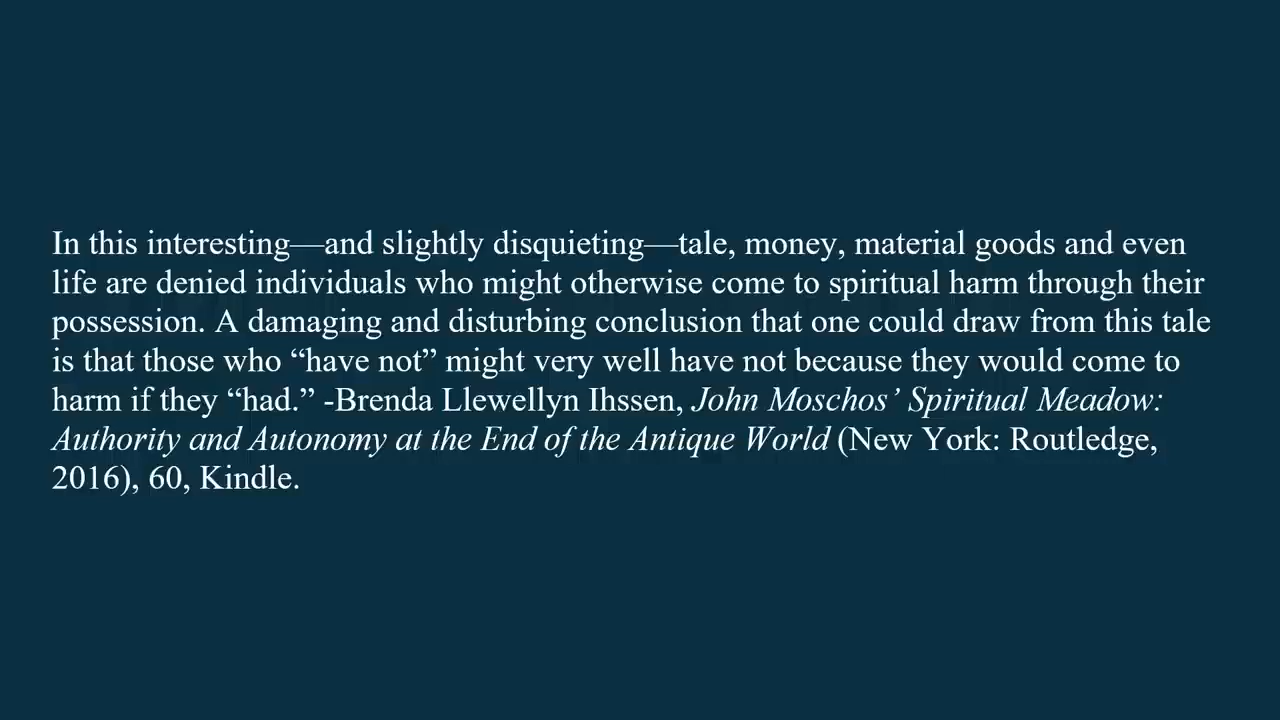 In this interesting—and slightly disquieting—tale, money, material goods and even
life are denied individuals who might otherwise come to spiritual harm through their
possession. A damaging and disturbing conclusion that one could draw from this tale
is that those who “have not” might very well have not because they would come to
harm if they “had.” -Brenda Llewellyn Ihssen, John Moschos’ Spiritual Meadow:
Authority and Autonomy at the End of the Antique World (New York: Routledge,
2016), 60, Kindle.